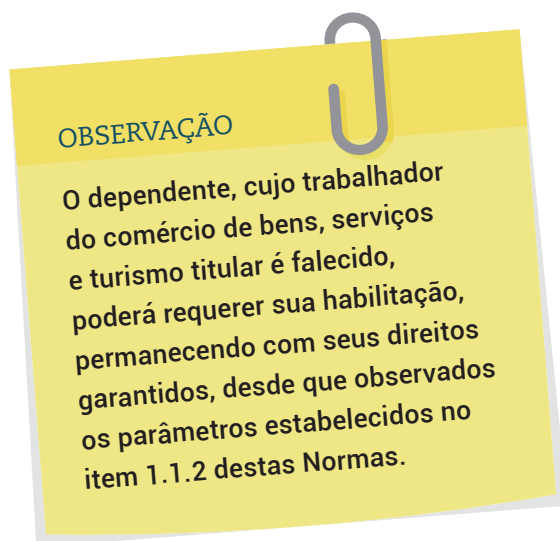 OBSERVAÇÃO
O dependente, cujo trabalhador
do comércio de bens, serviços
e turismo titular é falecido,
poderá requerer sua habilitação,
permanecendo com seus direitos
garantidos, desde que observados
os parâmetros estabelecidos no
item 1.1.2 destas Normas.